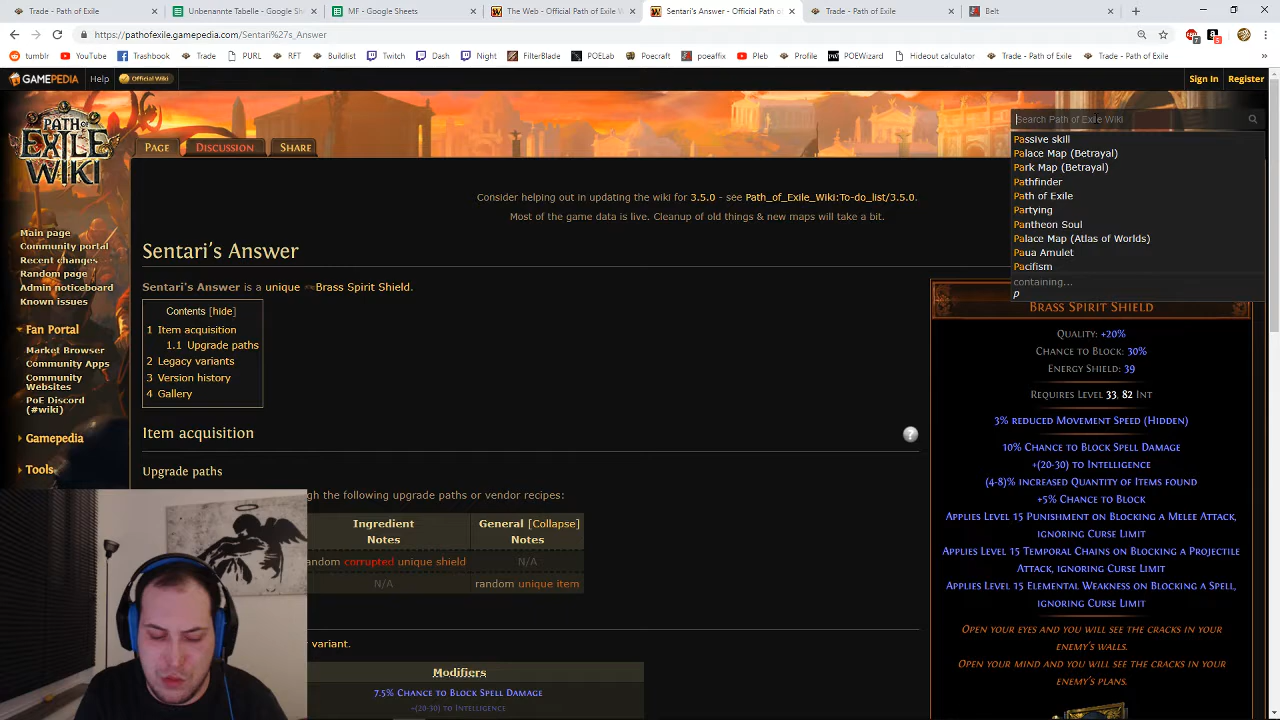 Trade - Path of Exile
MF - Google Sheets
The Witness - Path of Exile W
Sentari's Answer - Official Path
Trade - Path of Exile
Belt
https://pathofexile.gamepedia.com/Sentari%27s_Answer
tumblr YouTube Trashbook Trade PURL RF Buildlist Twitch Dash Night FilterBlade POELab Poecraft poeaffix Pleb Profile POEWizard Hideout calculator Trade - Path of Exile Trade - Path of Exile
GAMEPEDIA Help Official Wiki Sign In Register
PATH OF EXILE WIKI
PAGE DISCUSSION SHARE
Search Path of Exile Wiki
Passive skill
Palace Map (Betrayal)
Park Map (Betrayal)
Pathfinder
Path of Exile
Partying
Pantheon Soul
Palace Map (Atlas of Worlds)
Paua Amulet
Pacifism
containing...
p
Consider helping out in updating the wiki for 3.5.0 - see Path_of_Exile_Wiki:To-do_list/3.5.0.
Most of the game data is live. Cleanup of old things & new maps will take a bit.
Main page
Community portal
Recent changes
Random page
Admin noticeboard
Known issues
Fan Portal
Market Browser
Community Apps
Community
Websites
PoE Discord
(#wiki)
Gamepedia
Tools
Sentari's Answer
Sentari's Answer is a unique Brass Spirit Shield.
Contents [hide]
1 Item acquisition
1.1 Upgrade paths
2 Legacy variants
3 Version history
4 Gallery
Item acquisition
?
Upgrade paths
gh the following upgrade paths or vendor recipes:
Ingredient
Notes
General [Collapse]
Notes
andom corrupted unique shield N/A
N/A random unique item
variant.
Modifiers
7.5% Chance to Block Spell Damage
+(20-30) to Intelligence
Brass Spirit Shield
Quality: +20%
Chance to Block: 30%
Energy Shield: 39
Requires Level 33, 82 Int
3% reduced Movement Speed (Hidden)
10% Chance to Block Spell Damage
+(20-30) to Intelligence
(4-8)% increased Quantity of Items found
+5% Chance to Block
Applies Level 15 Punishment on Blocking a Melee Attack,
ignoring Curse Limit
Applies Level 15 Temporal Chains on Blocking a Projectile
Attack, ignoring Curse Limit
Applies Level 15 Elemental Weakness on Blocking a Spell,
ignoring Curse Limit
Open your eyes and you will see the cracks in your
enemy's walls.
Open your mind and you will see the cracks in your
enemy's plans.